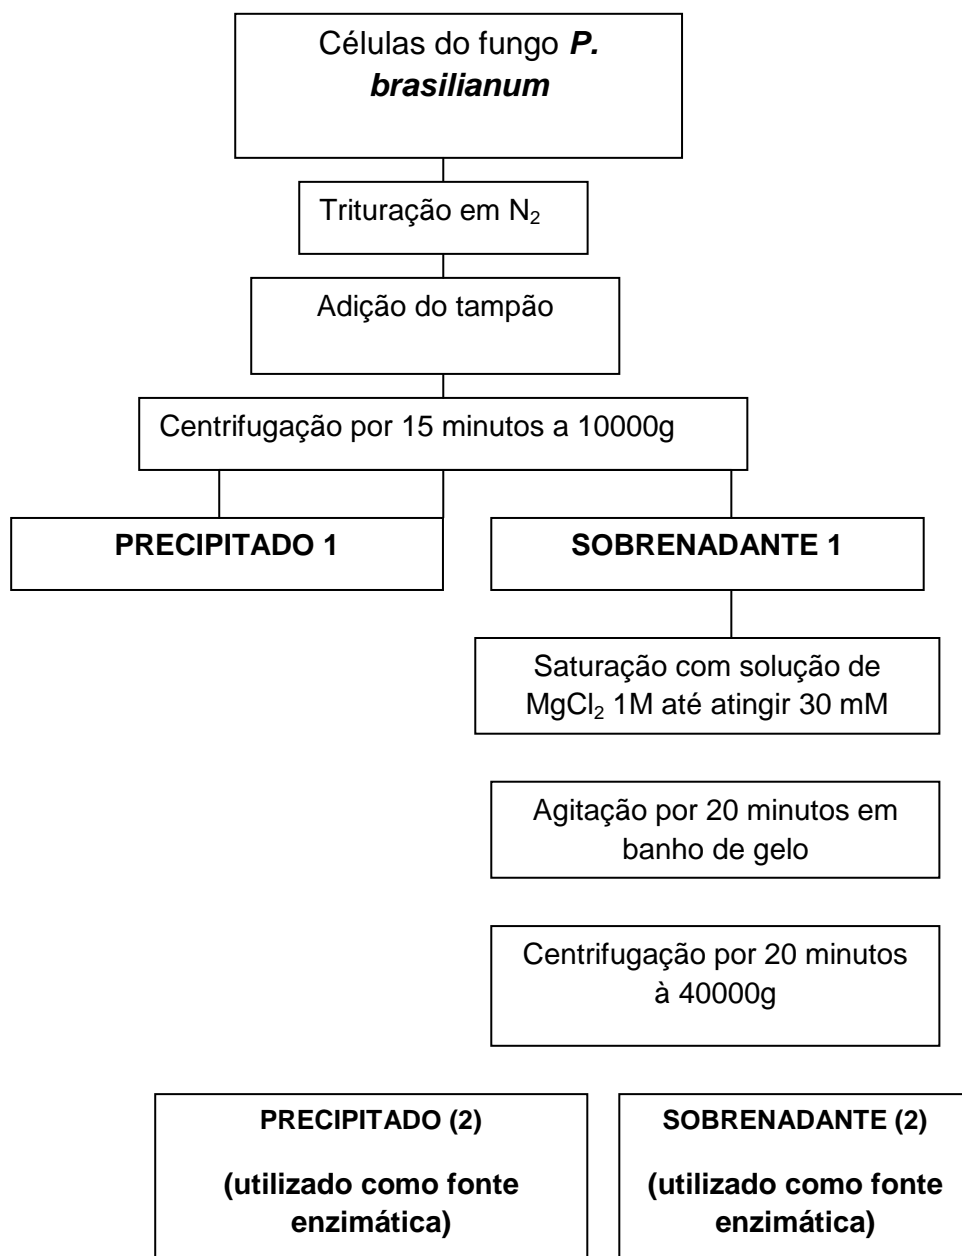 Células do fungo P.
brasilianum
Trituração em N₂
Adição do tampão
Centrifugação por 15 minutos a 10000g
PRECIPITADO 1
SOBRENADANTE 1
Saturação com solução de
MgCl₂ 1M até atingir 30 mM
Agitação por 20 minutos em
banho de gelo
Centrifugação por 20 minutos
à 40000g
PRECIPITADO (2)
(utilizado como fonte
enzimática)
SOBRENADANTE (2)
(utilizado como fonte
enzimática)